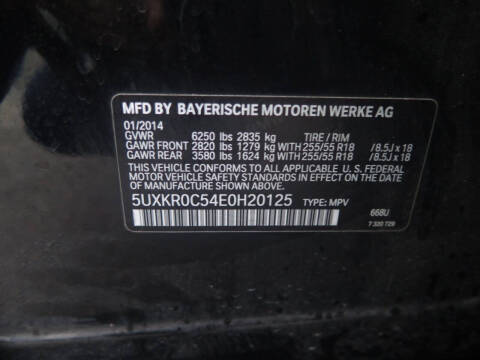 MFD BY BAYERISCHE MOTOREN WERKE AG
01/2014
GVWR 6250 lbs 2835 kg TIRE / RIM
GAWR FRONT 2820 lbs 1279 kg WITH 255/55 R18 / 8.5J x 18
GAWR REAR 3580 lbs 1624 kg WITH 255/55 R18 / 8.5J x 18
THIS VEHICLE CONFORMS TO ALL APPLICABLE U.S. FEDERAL
MOTOR VEHICLE SAFETY STANDARDS IN EFFECT ON THE
DATE OF MANUFACTURE SHOWN ABOVE.
5UXKR0C54E0H20125 TYPE: MPV
668U
7 320 729